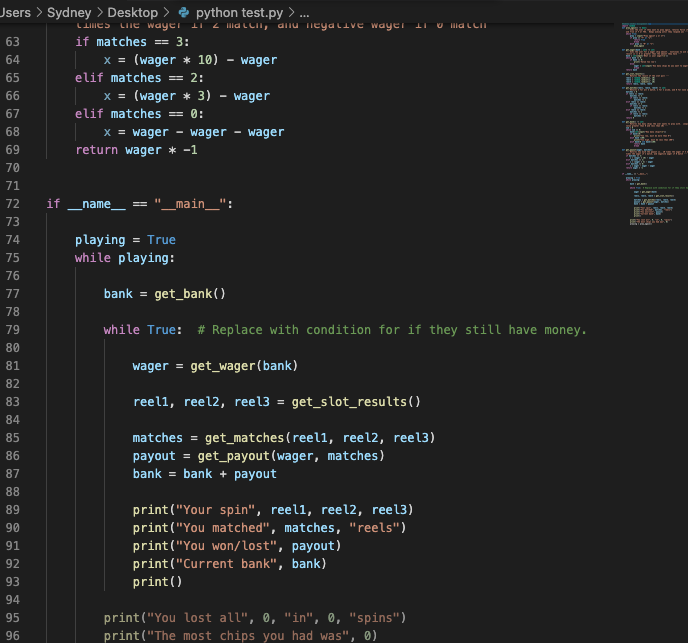 Users > Sydney > Desktop > python test.py > ...
times the wager if 2 match, and negative wager if 0 match
63 if matches == 3:
64 x = (wager * 10) - wager
65 elif matches == 2:
66 x = (wager * 3) - wager
67 elif matches == 0:
68 x = wager - wager - wager
69 return wager * -1
70
71
72 if __name__ == "__main__":
73
74 playing = True
75 while playing:
76
77 bank = get_bank()
78
79 while True:  # Replace with condition for if they still have money.
80
81 wager = get_wager(bank)
82
83 reel1, reel2, reel3 = get_slot_results()
84
85 matches = get_matches(reel1, reel2, reel3)
86 payout = get_payout(wager, matches)
87 bank = bank + payout
88
89 print("Your spin", reel1, reel2, reel3)
90 print("You matched", matches, "reels")
91 print("You won/lost", payout)
92 print("Current bank", bank)
93 print()
94
95 print("You lost all", 0, "in", 0, "spins")
96 print("The most chips you had was", 0)